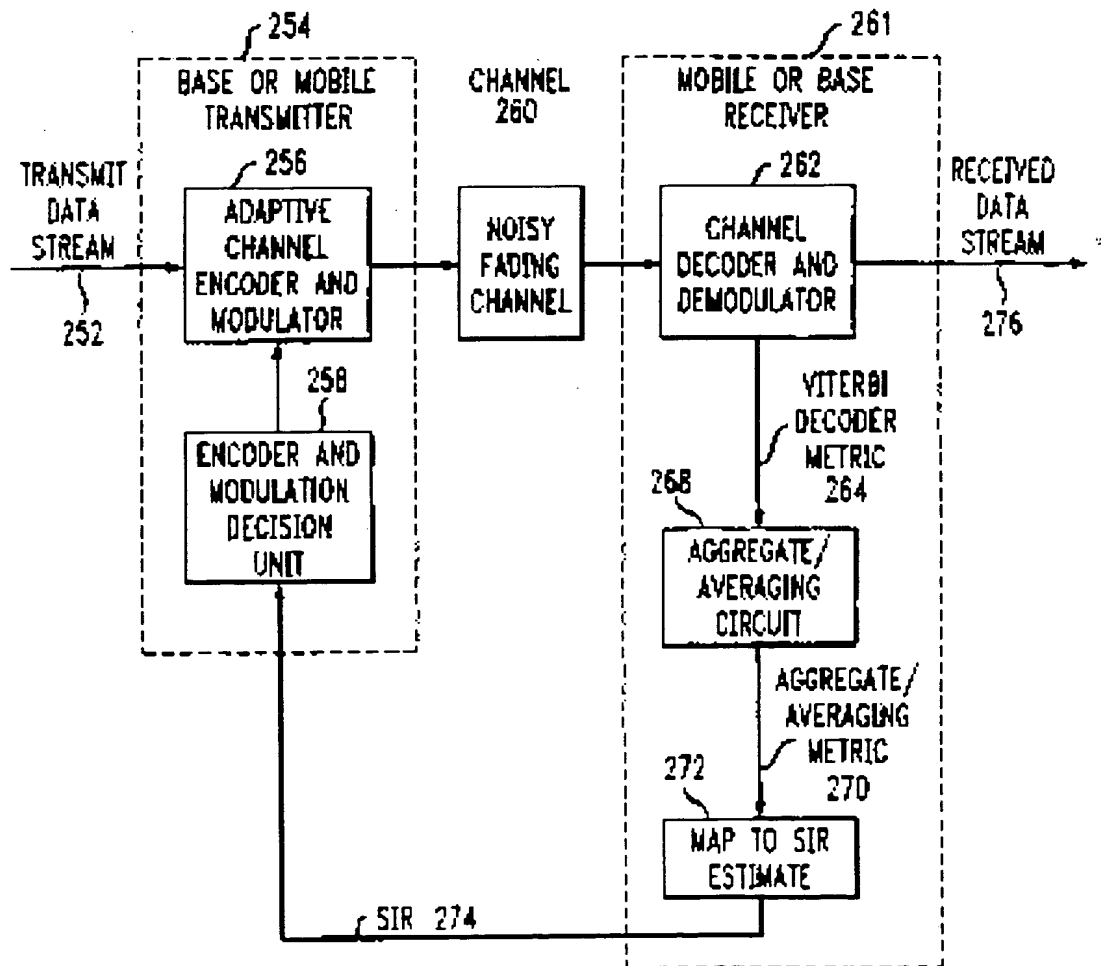 254
261
BASE OR MOBILE
TRANSMITTER
CHANNEL
260
MOBILE OR BASE
RECEIVER
TRANSMIT
DATA
STREAM
252
256
ADAPTIVE
CHANNEL
ENCODER AND
MODULATOR
NOISY
FADING
CHANNEL
262
CHANNEL
DECODER AND
DEMODULATOR
RECEIVED
DATA
STREAM
276
258
ENCODER AND
MODULATION
DECISION
UNIT
VITERBI
DECODER
METRIC
264
268
AGGREGATE/
AVERAGING
CIRCUIT
AGGREGATE/
AVERAGING
METRIC
270
272
MAP TO SIR
ESTIMATE
SIR 274